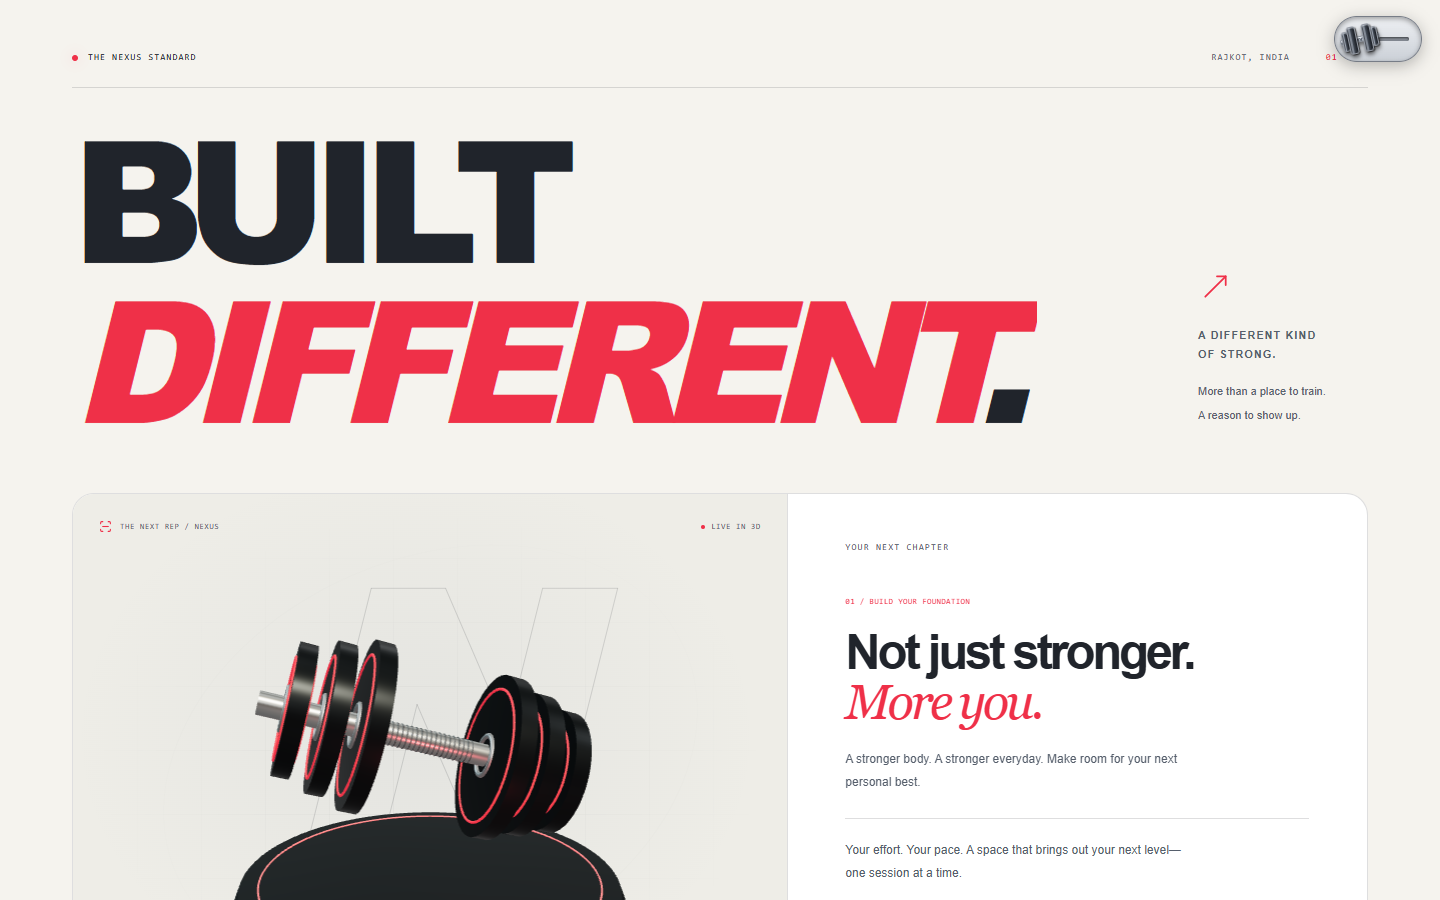 THE NEXUS STANDARD
RAJKOT, INDIA
01
BUILT
DIFFERENT.
A DIFFERENT KIND
OF STRONG.
More than a place to train.
A reason to show up.
THE NEXT REP / NEXUS
LIVE IN 3D
YOUR NEXT CHAPTER
01 / BUILD YOUR FOUNDATION
Not just stronger.
More you.
A stronger body. A stronger everyday. Make room for your next
personal best.
Your effort. Your pace. A space that brings out your next level—
one session at a time.